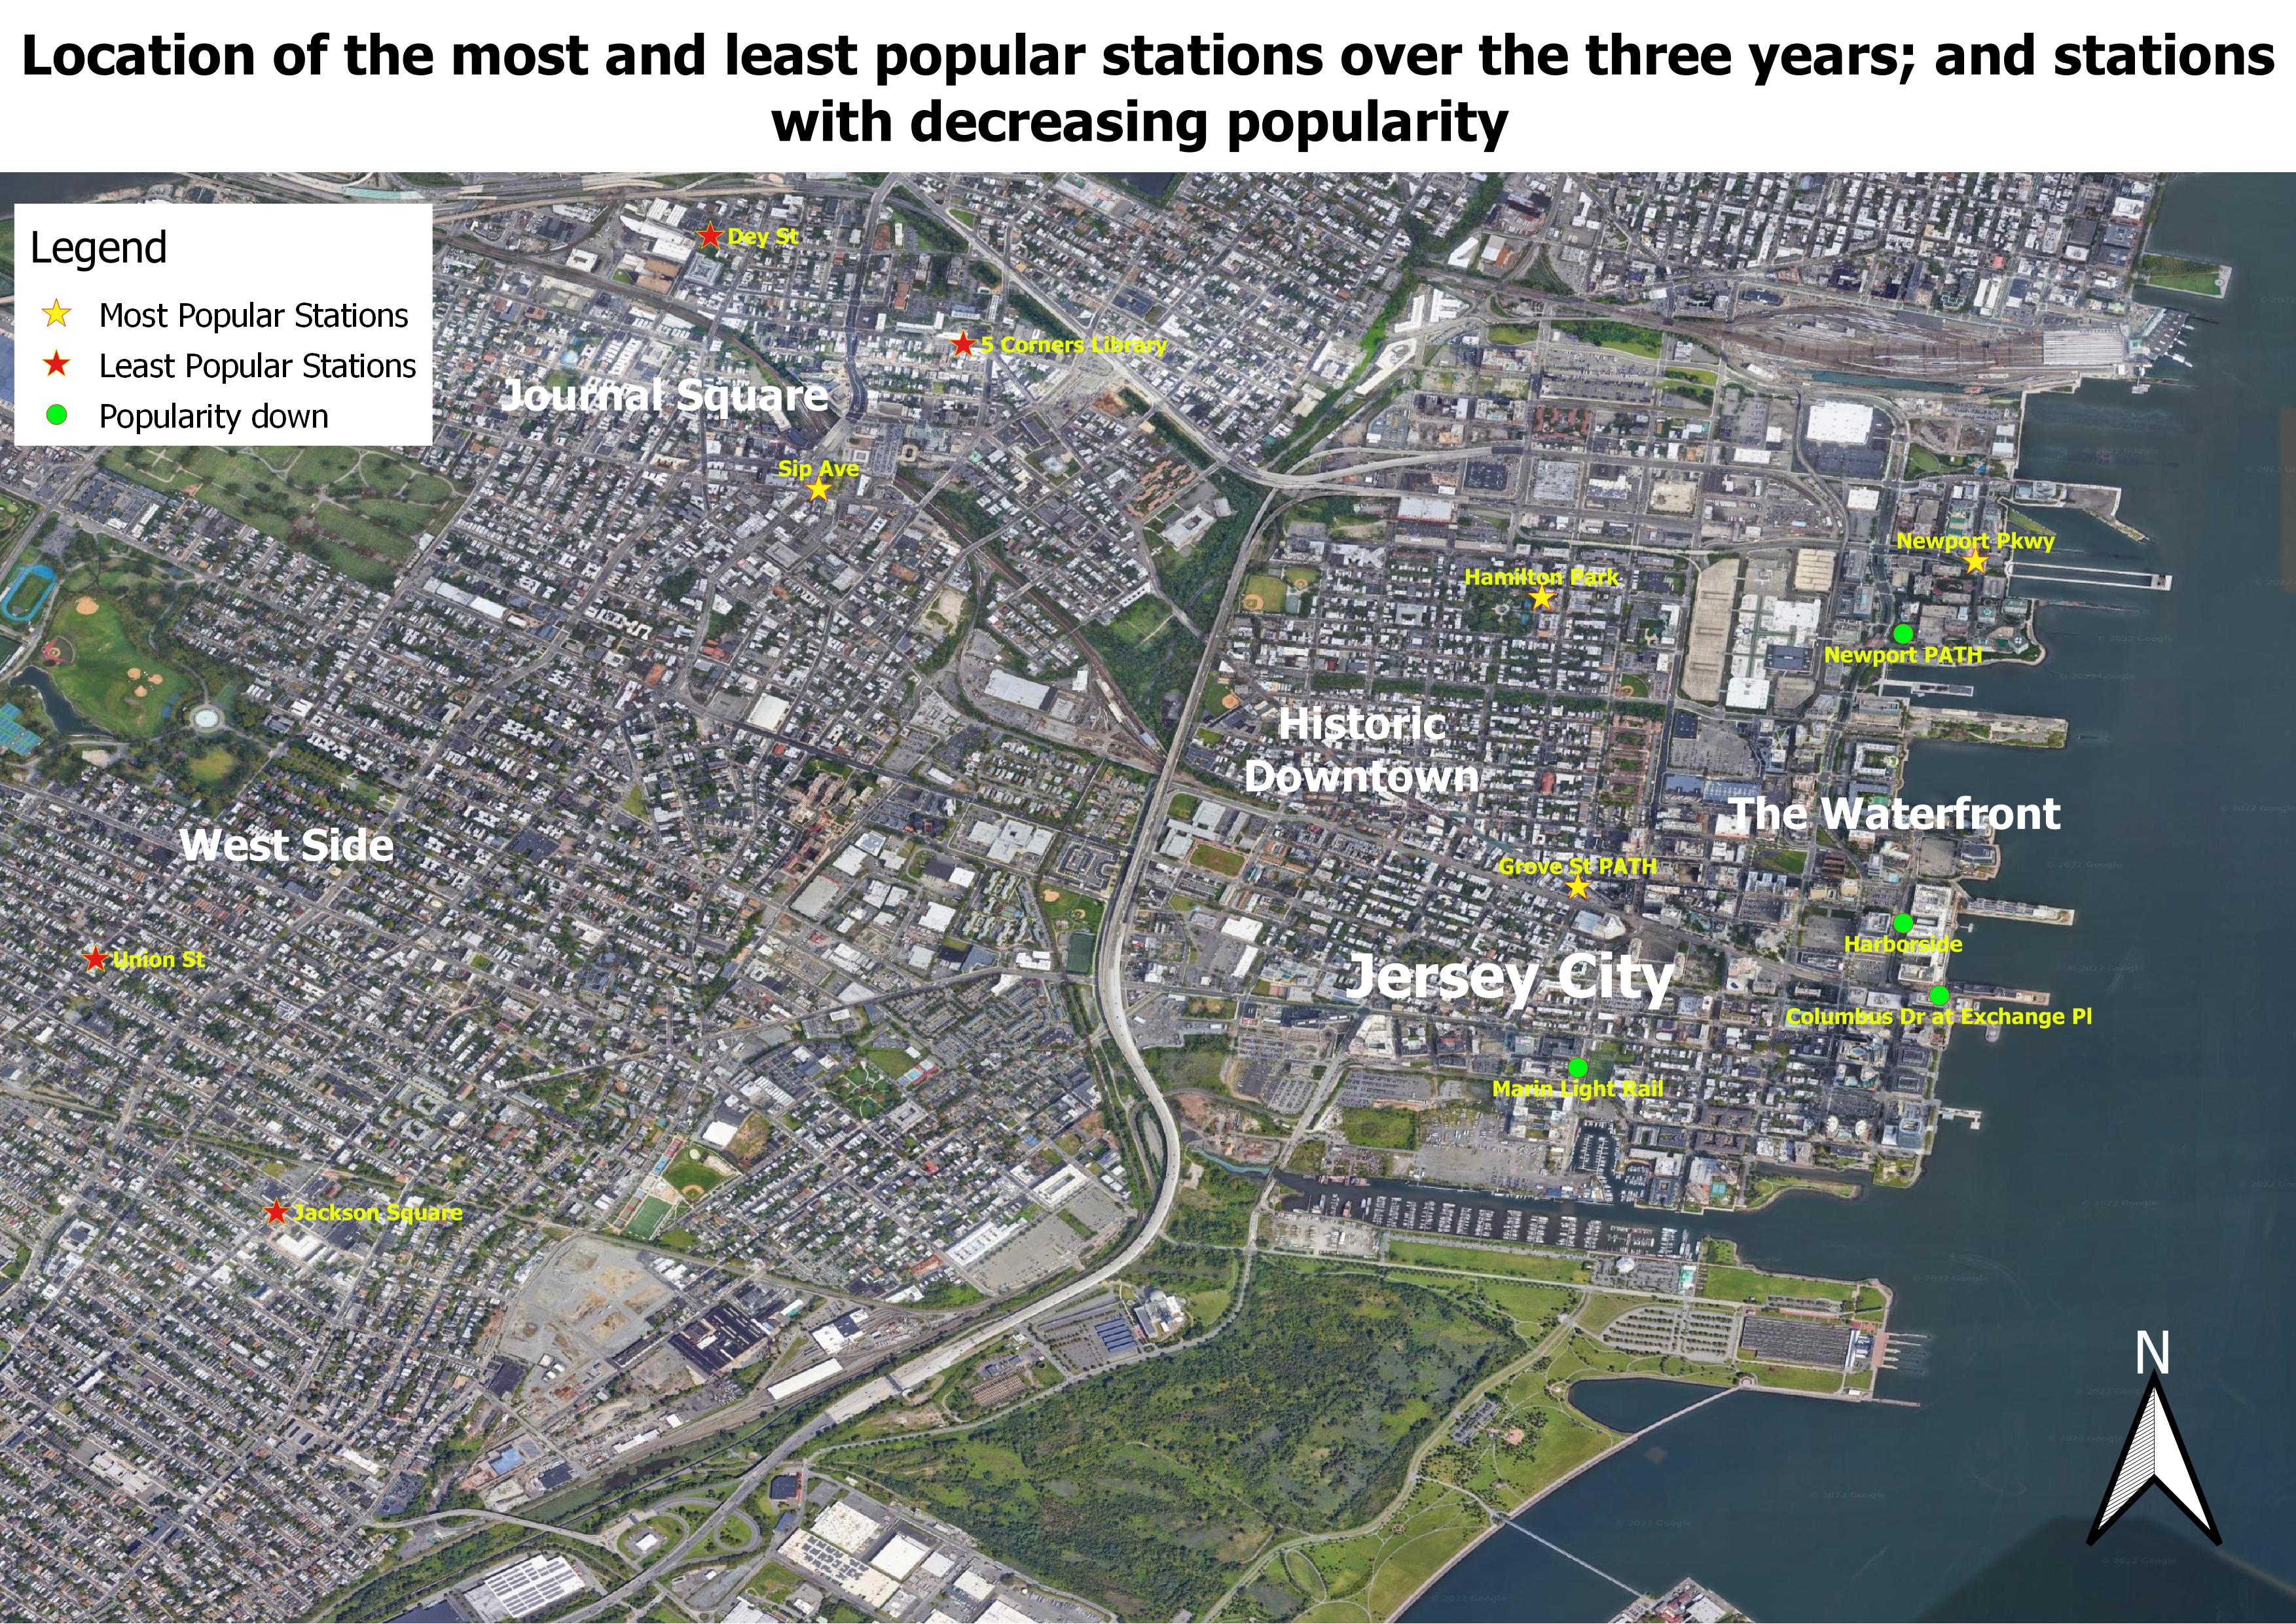 Location of the most and least popular stations over the three years; and stations
with decreasing popularity
Legend
Most Popular Stations
Least Popular Stations
Popularity down
Dey St
5 Corners Library
Journal Square
Sip Ave
Newport Pkwy
Hamilton Park
Newport PATH
Historic
Downtown
The Waterfront
West Side
Grove St PATH
Harborside
Union St
Jersey City
Columbus Dr at Exchange Pl
Marin Light Rail
Jackson Square
N